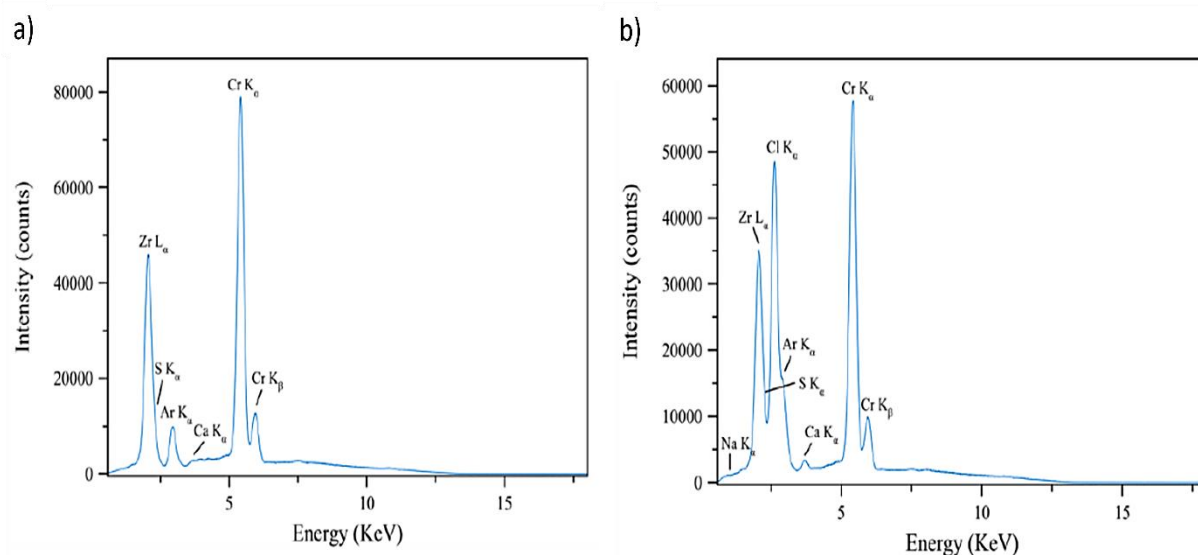 a)
Intensity (counts)
80000
60000
40000
20000
0
Cr Kα
Zr Lα
S Kα
Ar Kα
Ca Kα
Cr Kβ
5
10
15
Energy (KeV)
b)
Intensity (counts)
60000
50000
40000
30000
20000
10000
0
Cr Kα
Cl Kα
Zr Lα
Ar Kα
S Kα
Cr Kβ
Ca Kα
Na Kα
5
10
15
Energy (KeV)